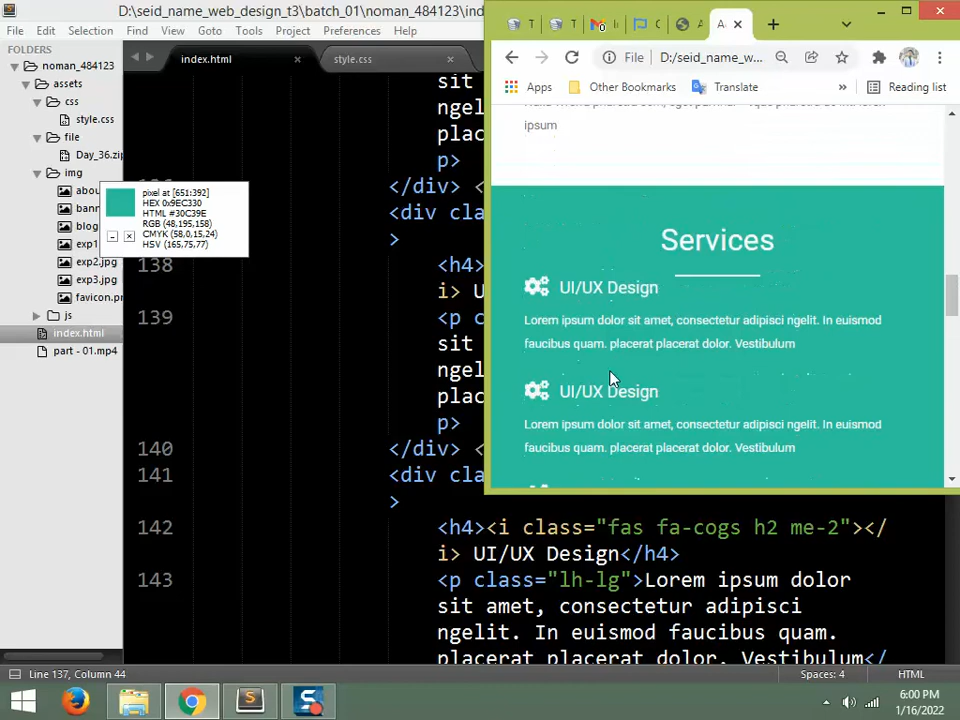 D:\seid_name_web_design_t3\batch_01\noman_484123\ind
File Edit Selection Find View Goto Tools Project Preferences Help
FOLDERS
noman_484123
assets
css
style.css
file
Day_36.zip
img
abou
bann
blog
exp1
exp2.jpg
exp3.jpg
favicon.pn
js
index.html
part - 01.mp4
pixel at [651:392]
HEX 0x9EC330
HTML #30C39E
RGB (48,195,158)
CMYK (58,0,15,24)
HSV (165,75,77)
index.html
style.css
sit
ngel
plac
p>
</div> <
<div cla
>
138 <h4>
i> U
139 <p c
sit
ngel
plac
p>
140 </div> <
141 <div cla
>
142 <h4><i class="fas fa-cogs h2 me-2"></
i> UI/UX Design</h4>
143 <p class="lh-lg">Lorem ipsum dolor
sit amet, consectetur adipisci
ngelit. In euismod faucibus quam.
placerat placerat dolor. Vestibulum</
File D:/seid_name_w...
Apps Other Bookmarks Translate » Reading list
ipsum
Services
UI/UX Design
Lorem ipsum dolor sit amet, consectetur adipisci ngelit. In euismod
faucibus quam. placerat placerat dolor. Vestibulum
UI/UX Design
Lorem ipsum dolor sit amet, consectetur adipisci ngelit. In euismod
faucibus quam. placerat placerat dolor. Vestibulum
Line 137, Column 44
Spaces: 4
HTML
6:00 PM
1/16/2022